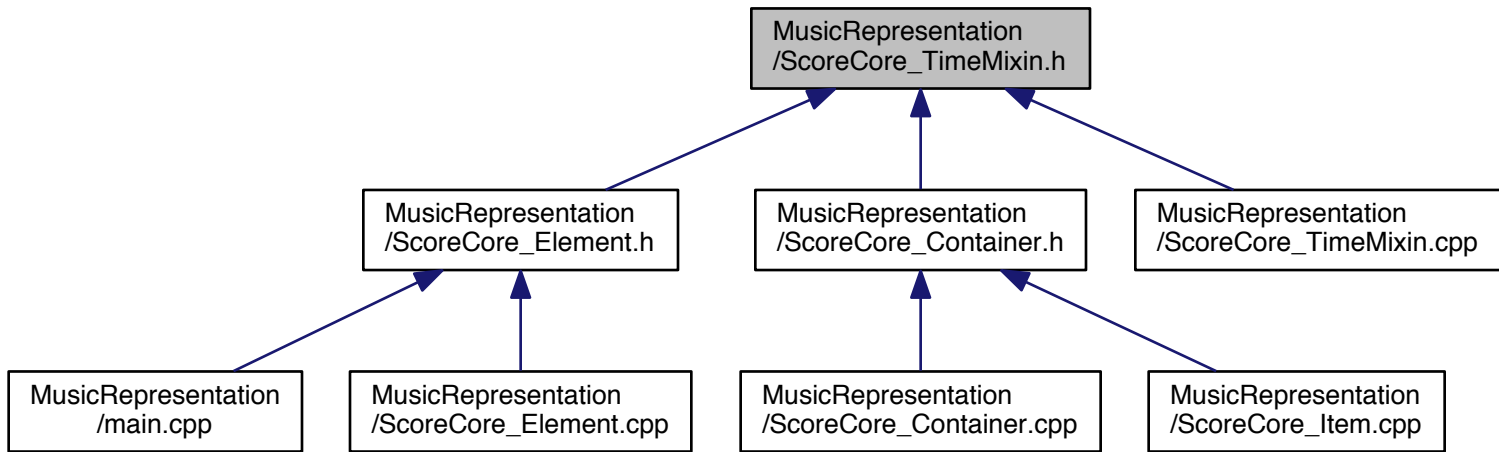 MusicRepresentation
/ScoreCore_TimeMixin.h
MusicRepresentation
/ScoreCore_Element.h
MusicRepresentation
/ScoreCore_Container.h
MusicRepresentation
/ScoreCore_TimeMixin.cpp
MusicRepresentation
/main.cpp
MusicRepresentation
/ScoreCore_Element.cpp
MusicRepresentation
/ScoreCore_Container.cpp
MusicRepresentation
/ScoreCore_Item.cpp